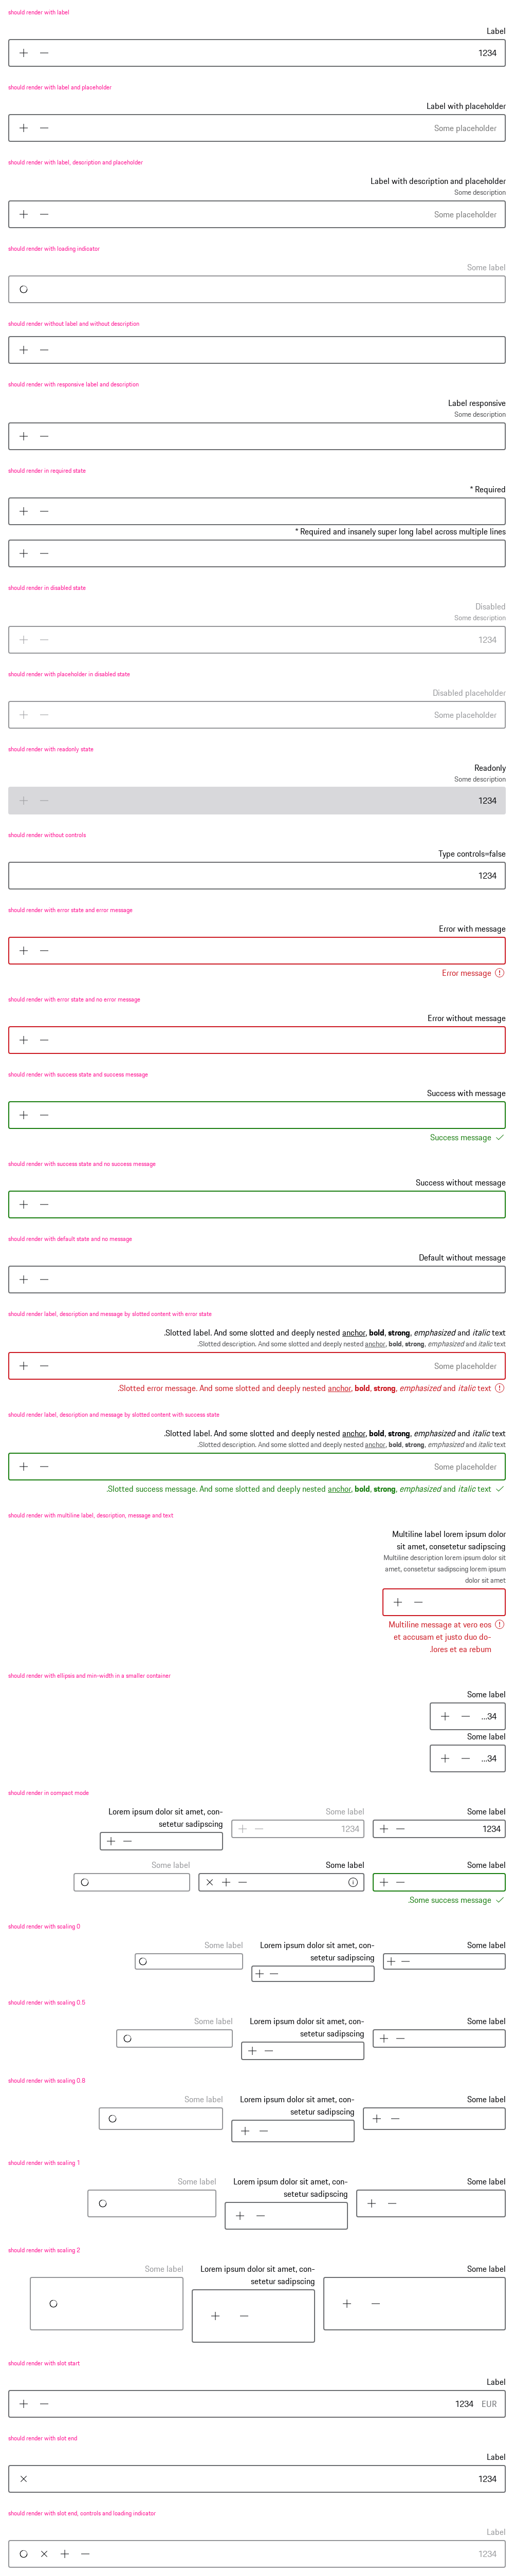 should render with label
Label
1234
should render with label and placeholder
Label with placeholder
Some placeholder
should render with label, description and placeholder
Label with description and placeholder
Some description
Some placeholder
should render with loading indicator
Some label
should render without label and without description
should render with responsive label and description
Label responsive
Some description
should render in required state
* Required
* Required and insanely super long label across multiple lines
should render in disabled state
Disabled
Some description
1234
should render with placeholder in disabled state
Disabled placeholder
Some placeholder
should render with readonly state
Readonly
Some description
1234
should render without controls
Type controls=false
1234
should render with error state and error message
Error with message
Error message
should render with error state and no error message
Error without message
should render with success state and success message
Success with message
Success message
should render with success state and no success message
Success without message
should render with default state and no message
Default without message
should render label, description and message by slotted content with error state
.Slotted label. And some slotted and deeply nested anchor, bold, strong, emphasized and italic text
.Slotted description. And some slotted and deeply nested anchor, bold, strong, emphasized and italic text
Some placeholder
.Slotted error message. And some slotted and deeply nested anchor, bold, strong, emphasized and italic text
should render label, description and message by slotted content with success state
.Slotted label. And some slotted and deeply nested anchor, bold, strong, emphasized and italic text
.Slotted description. And some slotted and deeply nested anchor, bold, strong, emphasized and italic text
Some placeholder
.Slotted success message. And some slotted and deeply nested anchor, bold, strong, emphasized and italic text
should render with multiline label, description, message and text
Multiline label lorem ipsum dolor
sit amet, consetetur sadipscing
Multiline description lorem ipsum dolor sit
amet, consetetur sadipscing lorem ipsum
dolor sit amet
Multiline message at vero eos
et accusam et justo duo do-
.lores et ea rebum
should render with ellipsis and min-width in a smaller container
Some label
...34
Some label
...34
should render in compact mode
Lorem ipsum dolor sit amet, con-
setetur sadipscing
Some label
1234
Some label
1234
Some label
Some label
Some label
.Some success message
should render with scaling 0
Some label
Lorem ipsum dolor sit amet, con-
setetur sadipscing
Some label
should render with scaling 0.5
Some label
Lorem ipsum dolor sit amet, con-
setetur sadipscing
Some label
should render with scaling 0.8
Some label
Lorem ipsum dolor sit amet, con-
setetur sadipscing
Some label
should render with scaling 1
Some label
Lorem ipsum dolor sit amet, con-
setetur sadipscing
Some label
should render with scaling 2
Some label
Lorem ipsum dolor sit amet, con-
setetur sadipscing
Some label
should render with slot start
Label
1234 EUR
should render with slot end
Label
1234
should render with slot end, controls and loading indicator
Label
1234